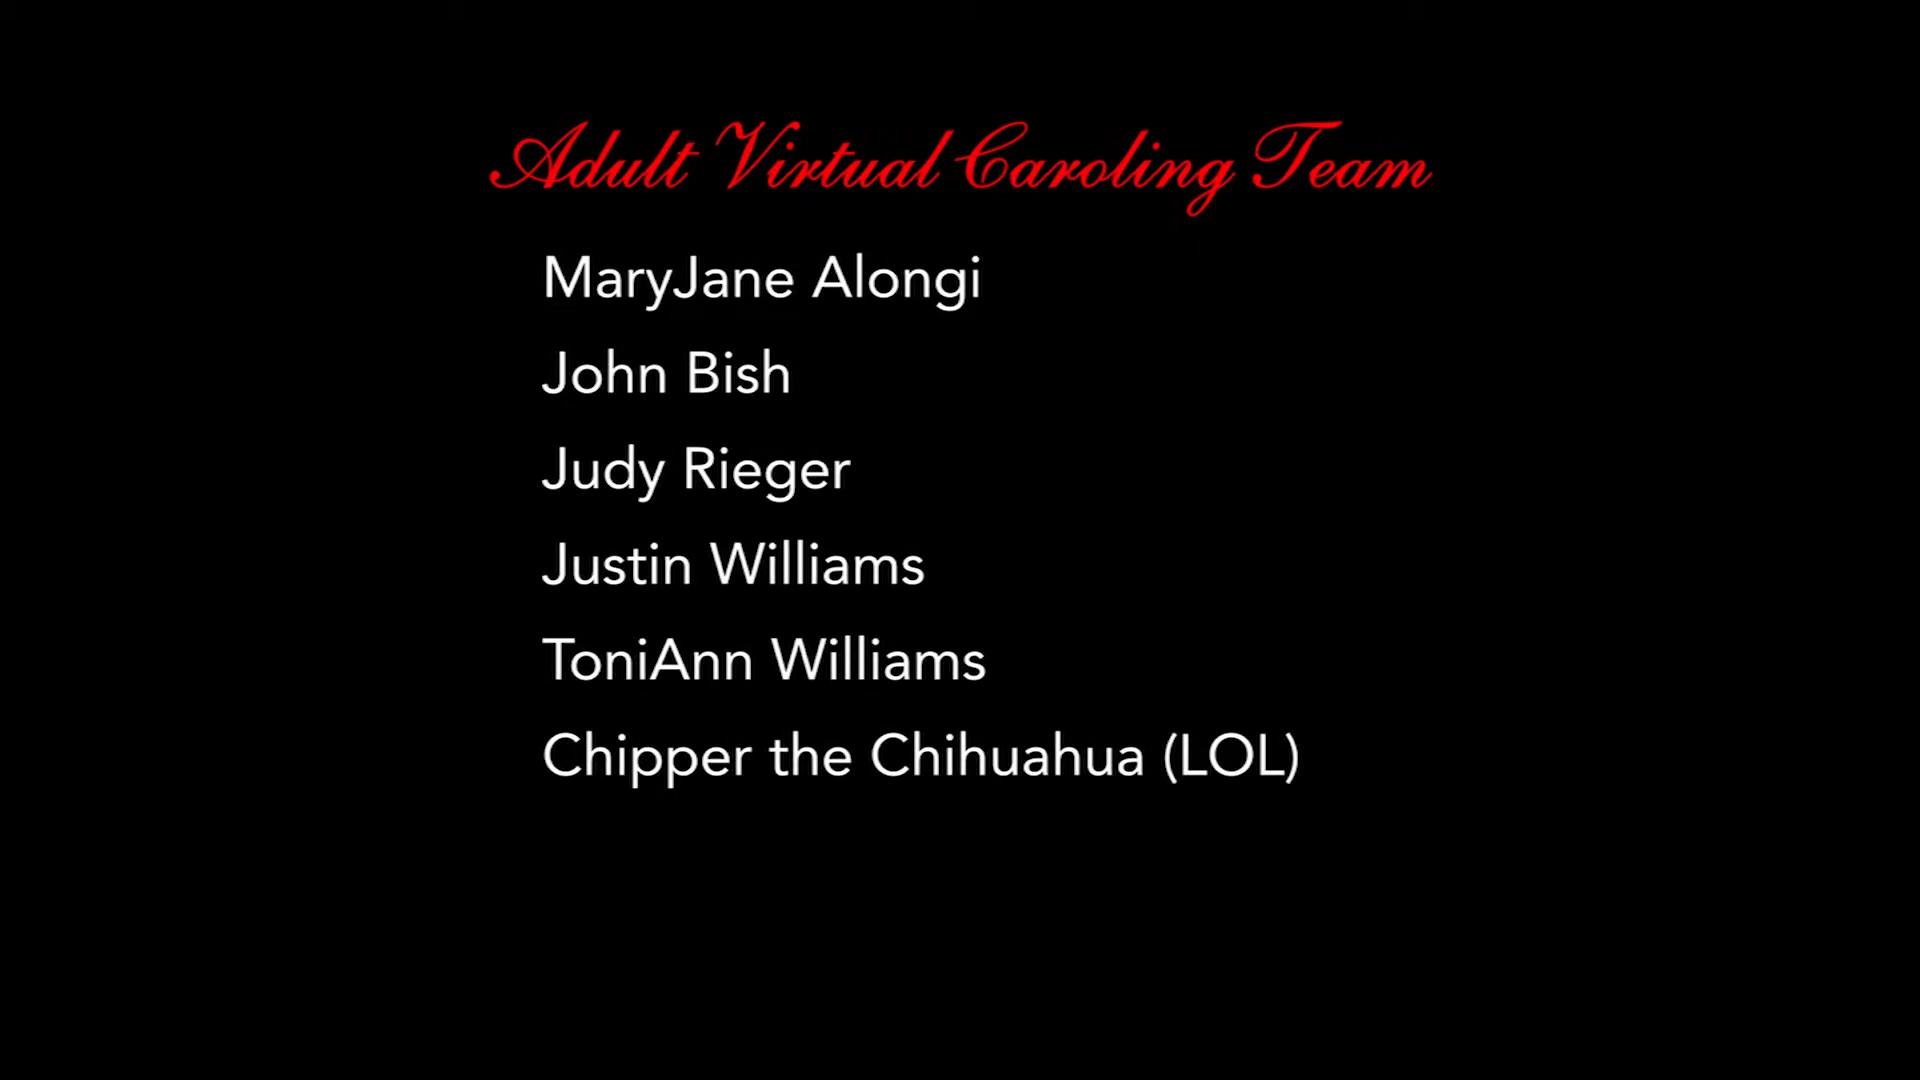 Adult Virtual Caroling Team
MaryJane Alongi
John Bish
Judy Rieger
Justin Williams
ToniAnn Williams
Chipper the Chihuahua (LOL)